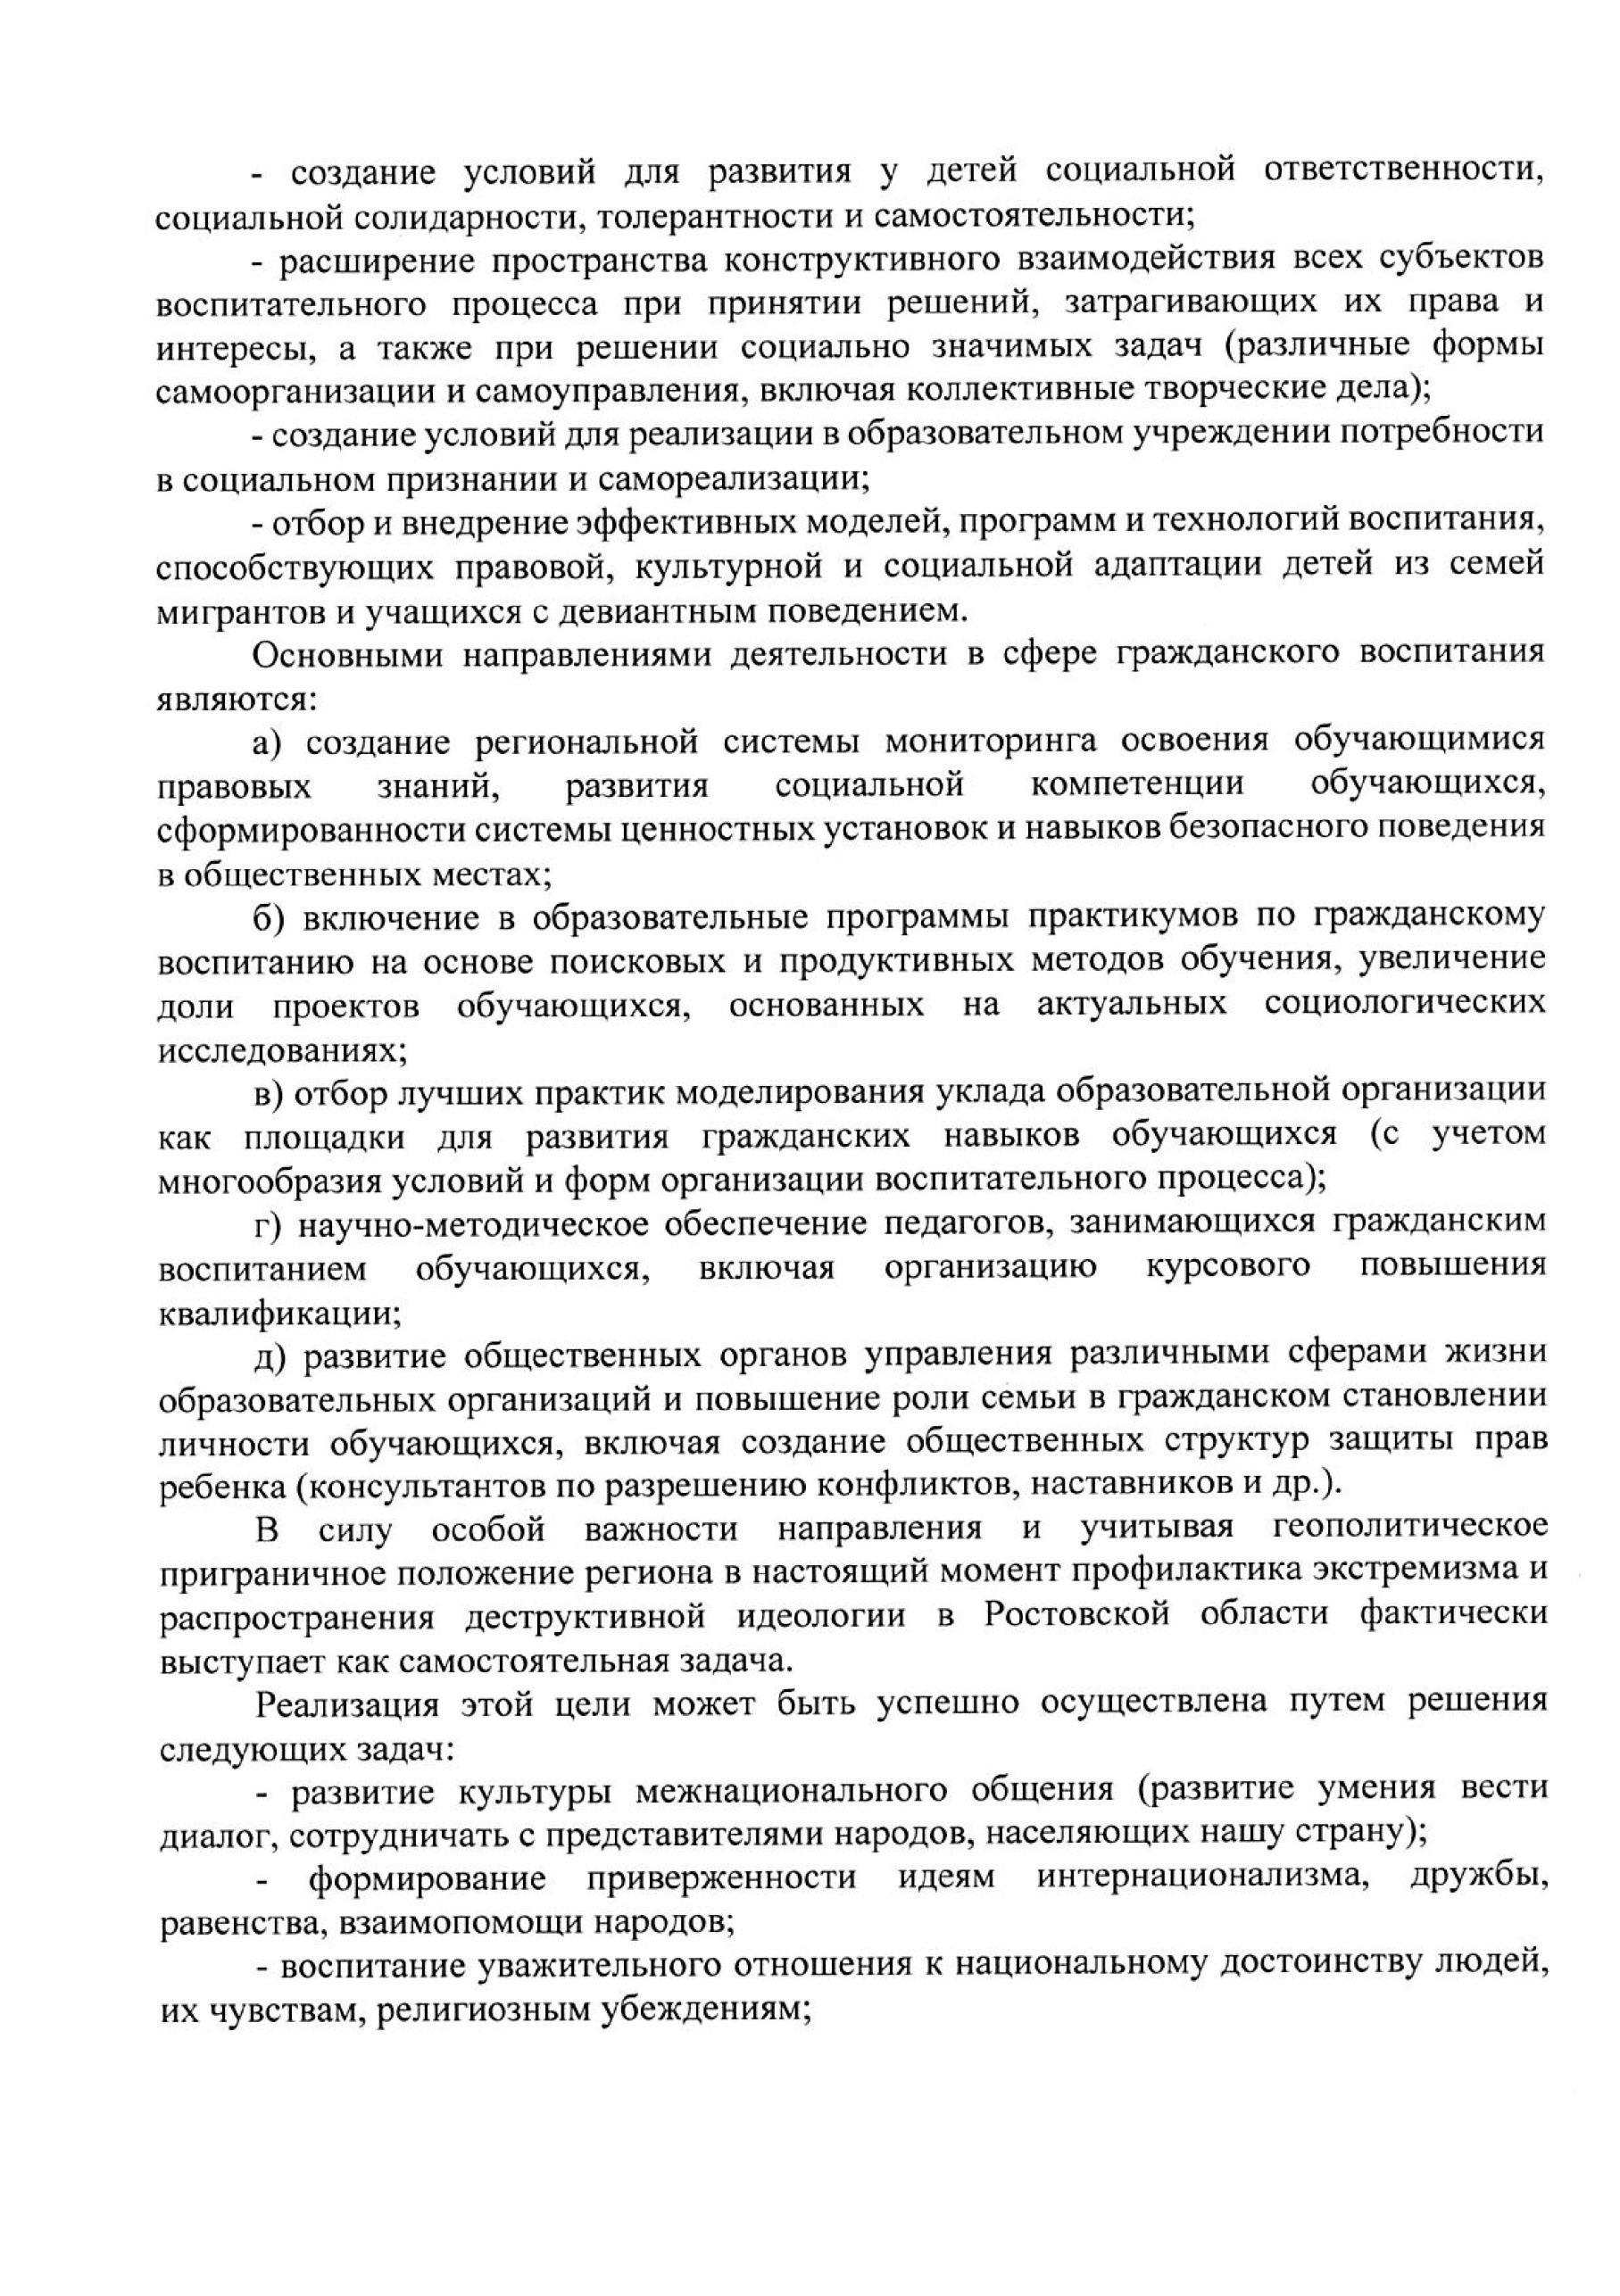 - создание условий для развития у детей социальной ответственности,
социальной солидарности, толерантности и самостоятельности;
- расширение пространства конструктивного взаимодействия всех субъектов
воспитательного процесса при принятии решений, затрагивающих их права и
интересы, а также при решении социально значимых задач (различные формы
самоорганизации и самоуправления, включая коллективные творческие дела);
- создание условий для реализации в образовательном учреждении потребности
в социальном признании и самореализации;
- отбор и внедрение эффективных моделей, программ и технологий воспитания,
способствующих правовой, культурной и социальной адаптации детей из семей
мигрантов и учащихся с девиантным поведением.
Основными направлениями деятельности в сфере гражданского воспитания
являются:
а) создание региональной системы мониторинга освоения обучающимися
правовых знаний, развития социальной компетенции обучающихся,
сформированности системы ценностных установок и навыков безопасного поведения
в общественных местах;
б) включение в образовательные программы практикумов по гражданскому
воспитанию на основе поисковых и продуктивных методов обучения, увеличение
доли проектов обучающихся, основанных на актуальных социологических
исследованиях;
в) отбор лучших практик моделирования уклада образовательной организации
как площадки для развития гражданских навыков обучающихся (с учетом
многообразия условий и форм организации воспитательного процесса);
г) научно-методическое обеспечение педагогов, занимающихся гражданским
воспитанием обучающихся, включая организацию курсового повышения
квалификации;
д) развитие общественных органов управления различными сферами жизни
образовательных организаций и повышение роли семьи в гражданском становлении
личности обучающихся, включая создание общественных структур защиты прав
ребенка (консультантов по разрешению конфликтов, наставников и др.).
В силу особой важности направления и учитывая геополитическое
приграничное положение региона в настоящий момент профилактика экстремизма и
распространения деструктивной идеологии в Ростовской области фактически
выступает как самостоятельная задача.
Реализация этой цели может быть успешно осуществлена путем решения
следующих задач:
- развитие культуры межнационального общения (развитие умения вести
диалог, сотрудничать с представителями народов, населяющих нашу страну);
- формирование приверженности идеям интернационализма, дружбы,
равенства, взаимопомощи народов;
- воспитание уважительного отношения к национальному достоинству людей,
их чувствам, религиозным убеждениям;